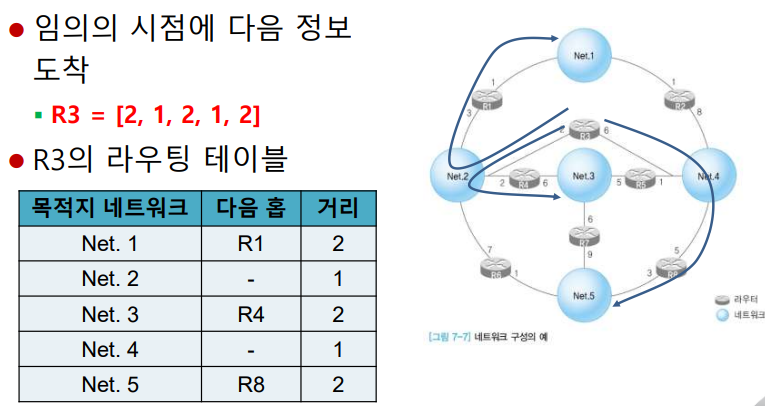 ● 임의의 시점에 다음 정보
도착
▪ R3 = [2, 1, 2, 1, 2]
● R3의 라우팅 테이블
목적지 네트워크 다음 홉 거리
Net. 1 R1 2
Net. 2 - 1
Net. 3 R4 2
Net. 4 - 1
Net. 5 R8 2
Net.1
1 1
R1 R2
3 8
R3
2 6
Net.2 Net.3 Net.4
2 R4 6 5 R5 1
6
R7
9
7 5
R6 R8
1 3
Net.5
라우터
네트워크
[그림 7-7] 네트워크 구성의 예